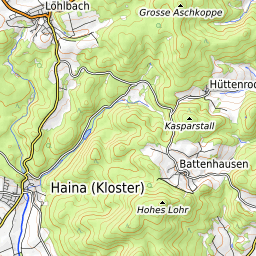 Löhlbach
Grosse Aschkoppe
Hüttenrod
Kasparstall
Battenhausen
Haina (Kloster)
Hohes Lohr